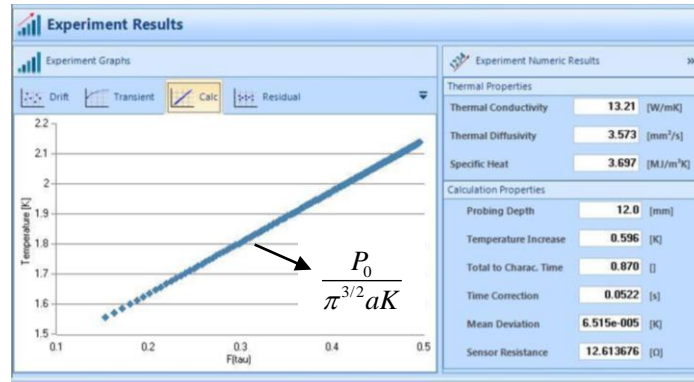 Experiment Results
Experiment Graphs
Drift Transient Calc Residual
2.2
2.1
2
1.9
1.8
1.7
1.6
1.5
Temperature [K]
0.1 0.2 0.3 0.4 0.5
F(tau)
P₀
π^{3/2}aK
Experiment Numeric Results »
Thermal Properties
Thermal Conductivity 13.21 [W/mK]
Thermal Diffusivity 3.573 [mm²/s]
Specific Heat 3.697 [MJ/m³K]
Calculation Properties
Probing Depth 12.0 [mm]
Temperature Increase 0.596 [K]
Total to Charac. Time 0.870 []
Time Correction 0.0522 [s]
Mean Deviation 6.515e-005 [K]
Sensor Resistance 12.613676 [Ω]